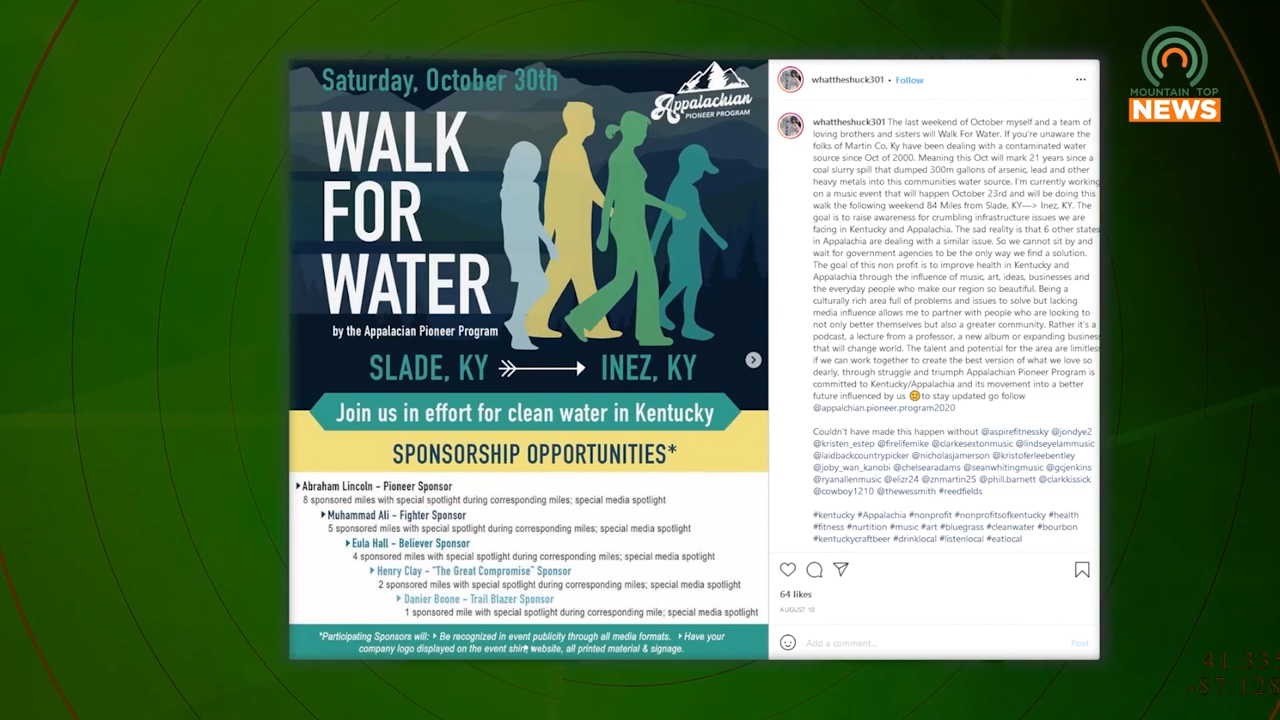 Saturday, October 30th
Appalachian
PIONEER PROGRAM
WALK
FOR
WATER
by the Appalacian Pioneer Program
SLADE, KY
INEZ, KY
Join us in effort for clean water in Kentucky
SPONSORSHIP OPPORTUNITIES*
Abraham Lincoln - Pioneer Sponsor
8 sponsored miles with special spotlight during corresponding miles; special media spotlight
Muhammad Ali - Fighter Sponsor
5 sponsored miles with special spotlight during corresponding miles; special media spotlight
Eula Hall - Believer Sponsor
4 sponsored miles with special spotlight during corresponding miles; special media spotlight
Henry Clay - "The Great Compromise" Sponsor
2 sponsored miles with special spotlight during corresponding miles; special media spotlight
Danier Boone - Trail Blazer Sponsor
1 sponsored mile with special spotlight during corresponding mile; special media spotlight
*Participating Sponsors will: Be recognized in event publicity through all media formats. Have your
company logo displayed on the event shirt, website, all printed material & signage.
whattheshuck301 • Follow
whattheshuck301 The last weekend of October myself and a team of
loving brothers and sisters will Walk For Water. If you're unaware the
folks of Martin Co, Ky have been dealing with a contaminated water
source since Oct of 2000. Meaning this Oct will mark 21 years since a
coal slurry spill that dumped 300m gallons of arsenic, lead and other
heavy metals into this communities water source. I'm currently working
on a music event that will happen October 23rd and will be doing this
walk the following weekend 84 Miles from Slade, KY—> Inez, KY. The
goal is to raise awareness for crumbling infrastructure issues we are
facing in Kentucky and Appalachia. The sad reality is that 6 other states
in Appalachia are dealing with a similar issue. So we cannot sit by and
wait for government agencies to be the only way we find a solution.
The goal of this non profit is to improve health in Kentucky and
Appalachia through the influence of music, art, ideas, businesses and
the everyday people who make our region so beautiful. Being a
culturally rich area full of problems and issues to solve but lacking
media influence allows me to partner with people who are looking to
not only better themselves but also a greater community. Rather it's a
podcast, a lecture from a professor, a new album or expanding business
that will change world. The talent and potential for the area are limitless
if we can work together to create the best version of what we love so
dearly, through struggle and triumph Appalachian Pioneer Program is
committed to Kentucky/Appalachia and its movement into a better
future influenced by us 🙂 to stay updated go follow
@appalchian.pioneer.program2020
Couldn't have made this happen without @aspirefitnessky @jondye2
@kristen_estep @firelifemike @clarkesextonmusic @lindseyelammusic
@laidbackcountrypicker @nicholasjamerson @kristoferleebentley
@joby_wan_kanobi @chelsearadams @seanwhitingmusic @gcjenkins
@ryanallenmusic @elizr24 @znmartin25 @phill.barnett @clarkkissick
@cowboy1210 @thewessmith #reedfields
#kentucky #Appalachia #nonprofit #nonprofitsofkentucky #health
#fitness #nurtition #music #art #bluegrass #cleanwater #bourbon
#kentuckycraftbeer #drinklocal #listenlocal #eatlocal
64 likes
AUGUST 10
Add a comment...
Post
MOUNTAIN TOP
NEWS
41.333
-87.128